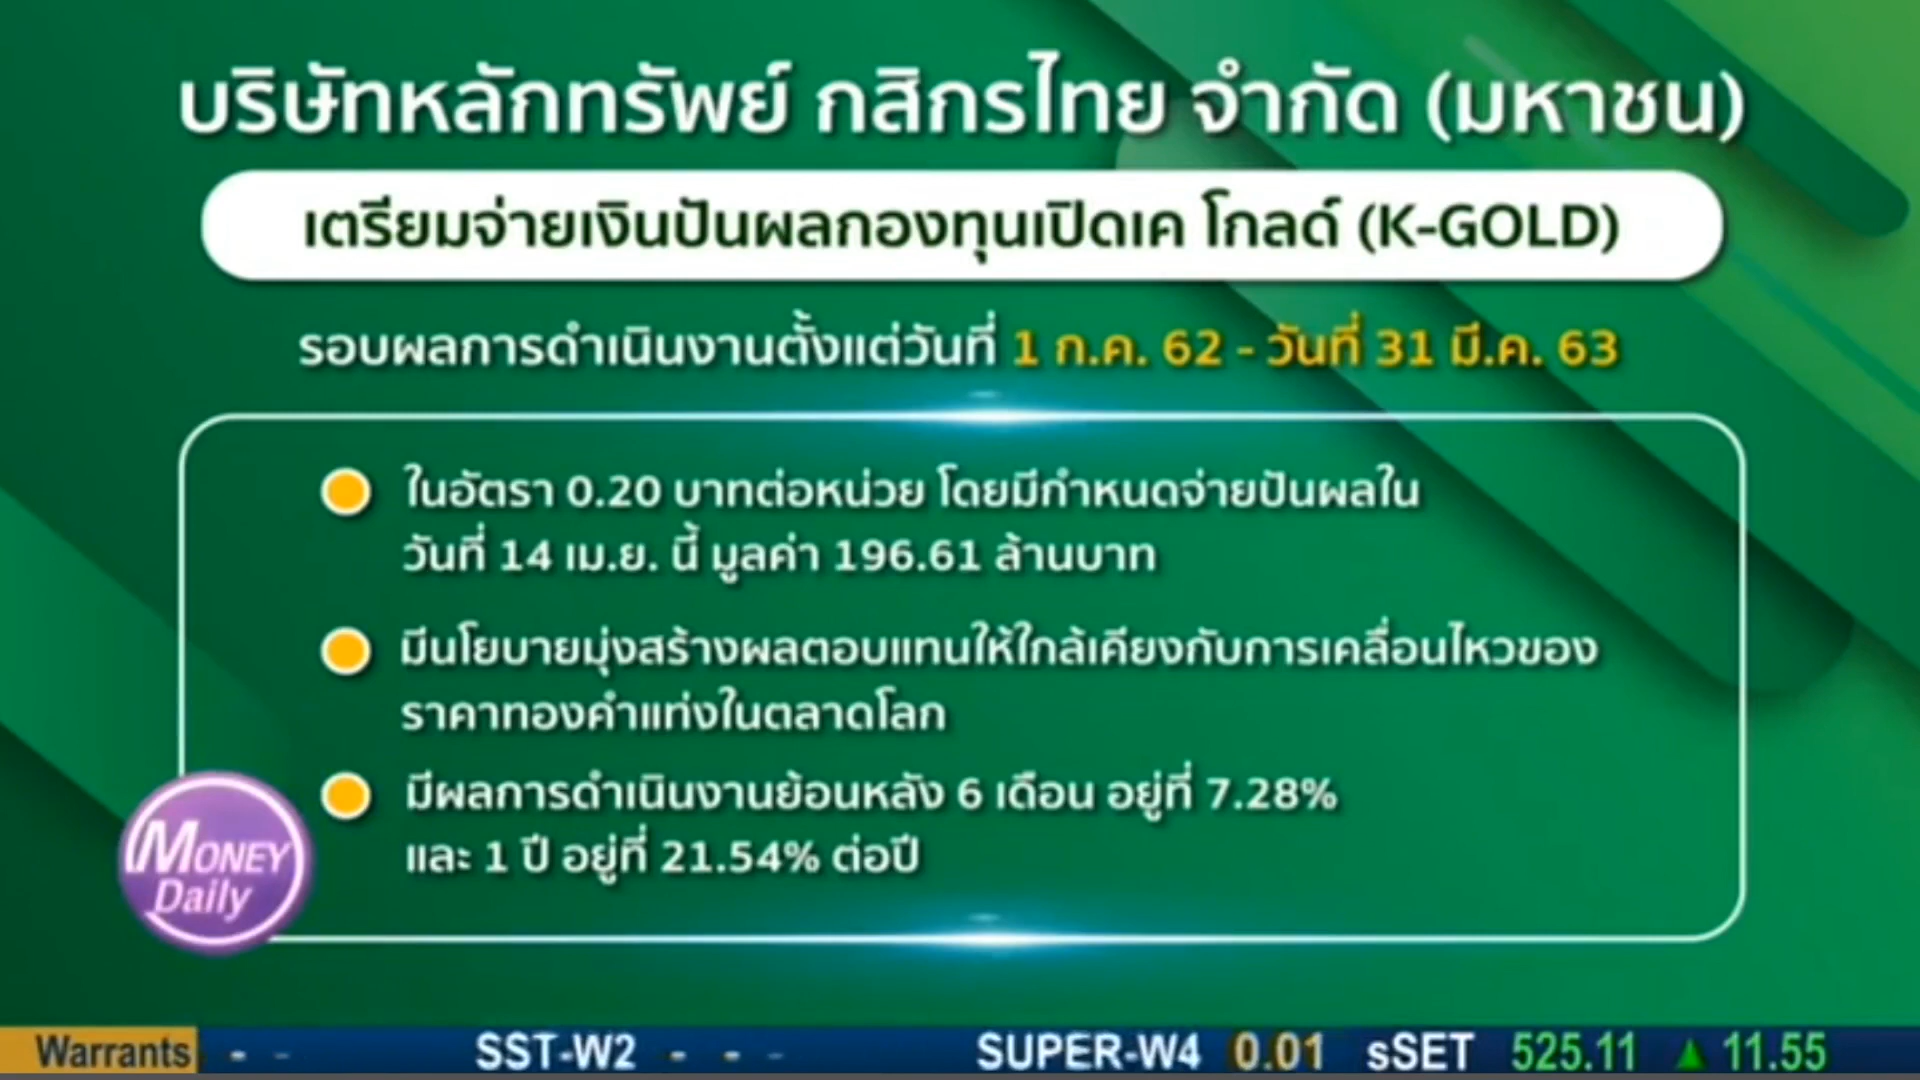 บริษัทหลักทรัพย์ กสิกรไทย จำกัด (มหาชน)
เตรียมจ่ายเงินปันผลกองทุนเปิดเค โกลด์ (K-GOLD)
รอบผลการดำเนินงานตั้งแต่วันที่ 1 ก.ค. 62 - วันที่ 31 มี.ค. 63
ในอัตรา 0.20 บาทต่อหน่วย โดยมีกำหนดจ่ายปันผลใน
วันที่ 14 เม.ย. นี้ มูลค่า 196.61 ล้านบาท
มีนโยบายมุ่งสร้างผลตอบแทนให้ใกล้เคียงกับการเคลื่อนไหวของ
ราคาทองคำแท่งในตลาดโลก
มีผลการดำเนินงานย้อนหลัง 6 เดือน อยู่ที่ 7.28%
และ 1 ปี อยู่ที่ 21.54% ต่อปี
MONEY
Daily
Warrants - - SST-W2 - - - SUPER-W4 0.01 sSET 525.11 ▲ 11.55